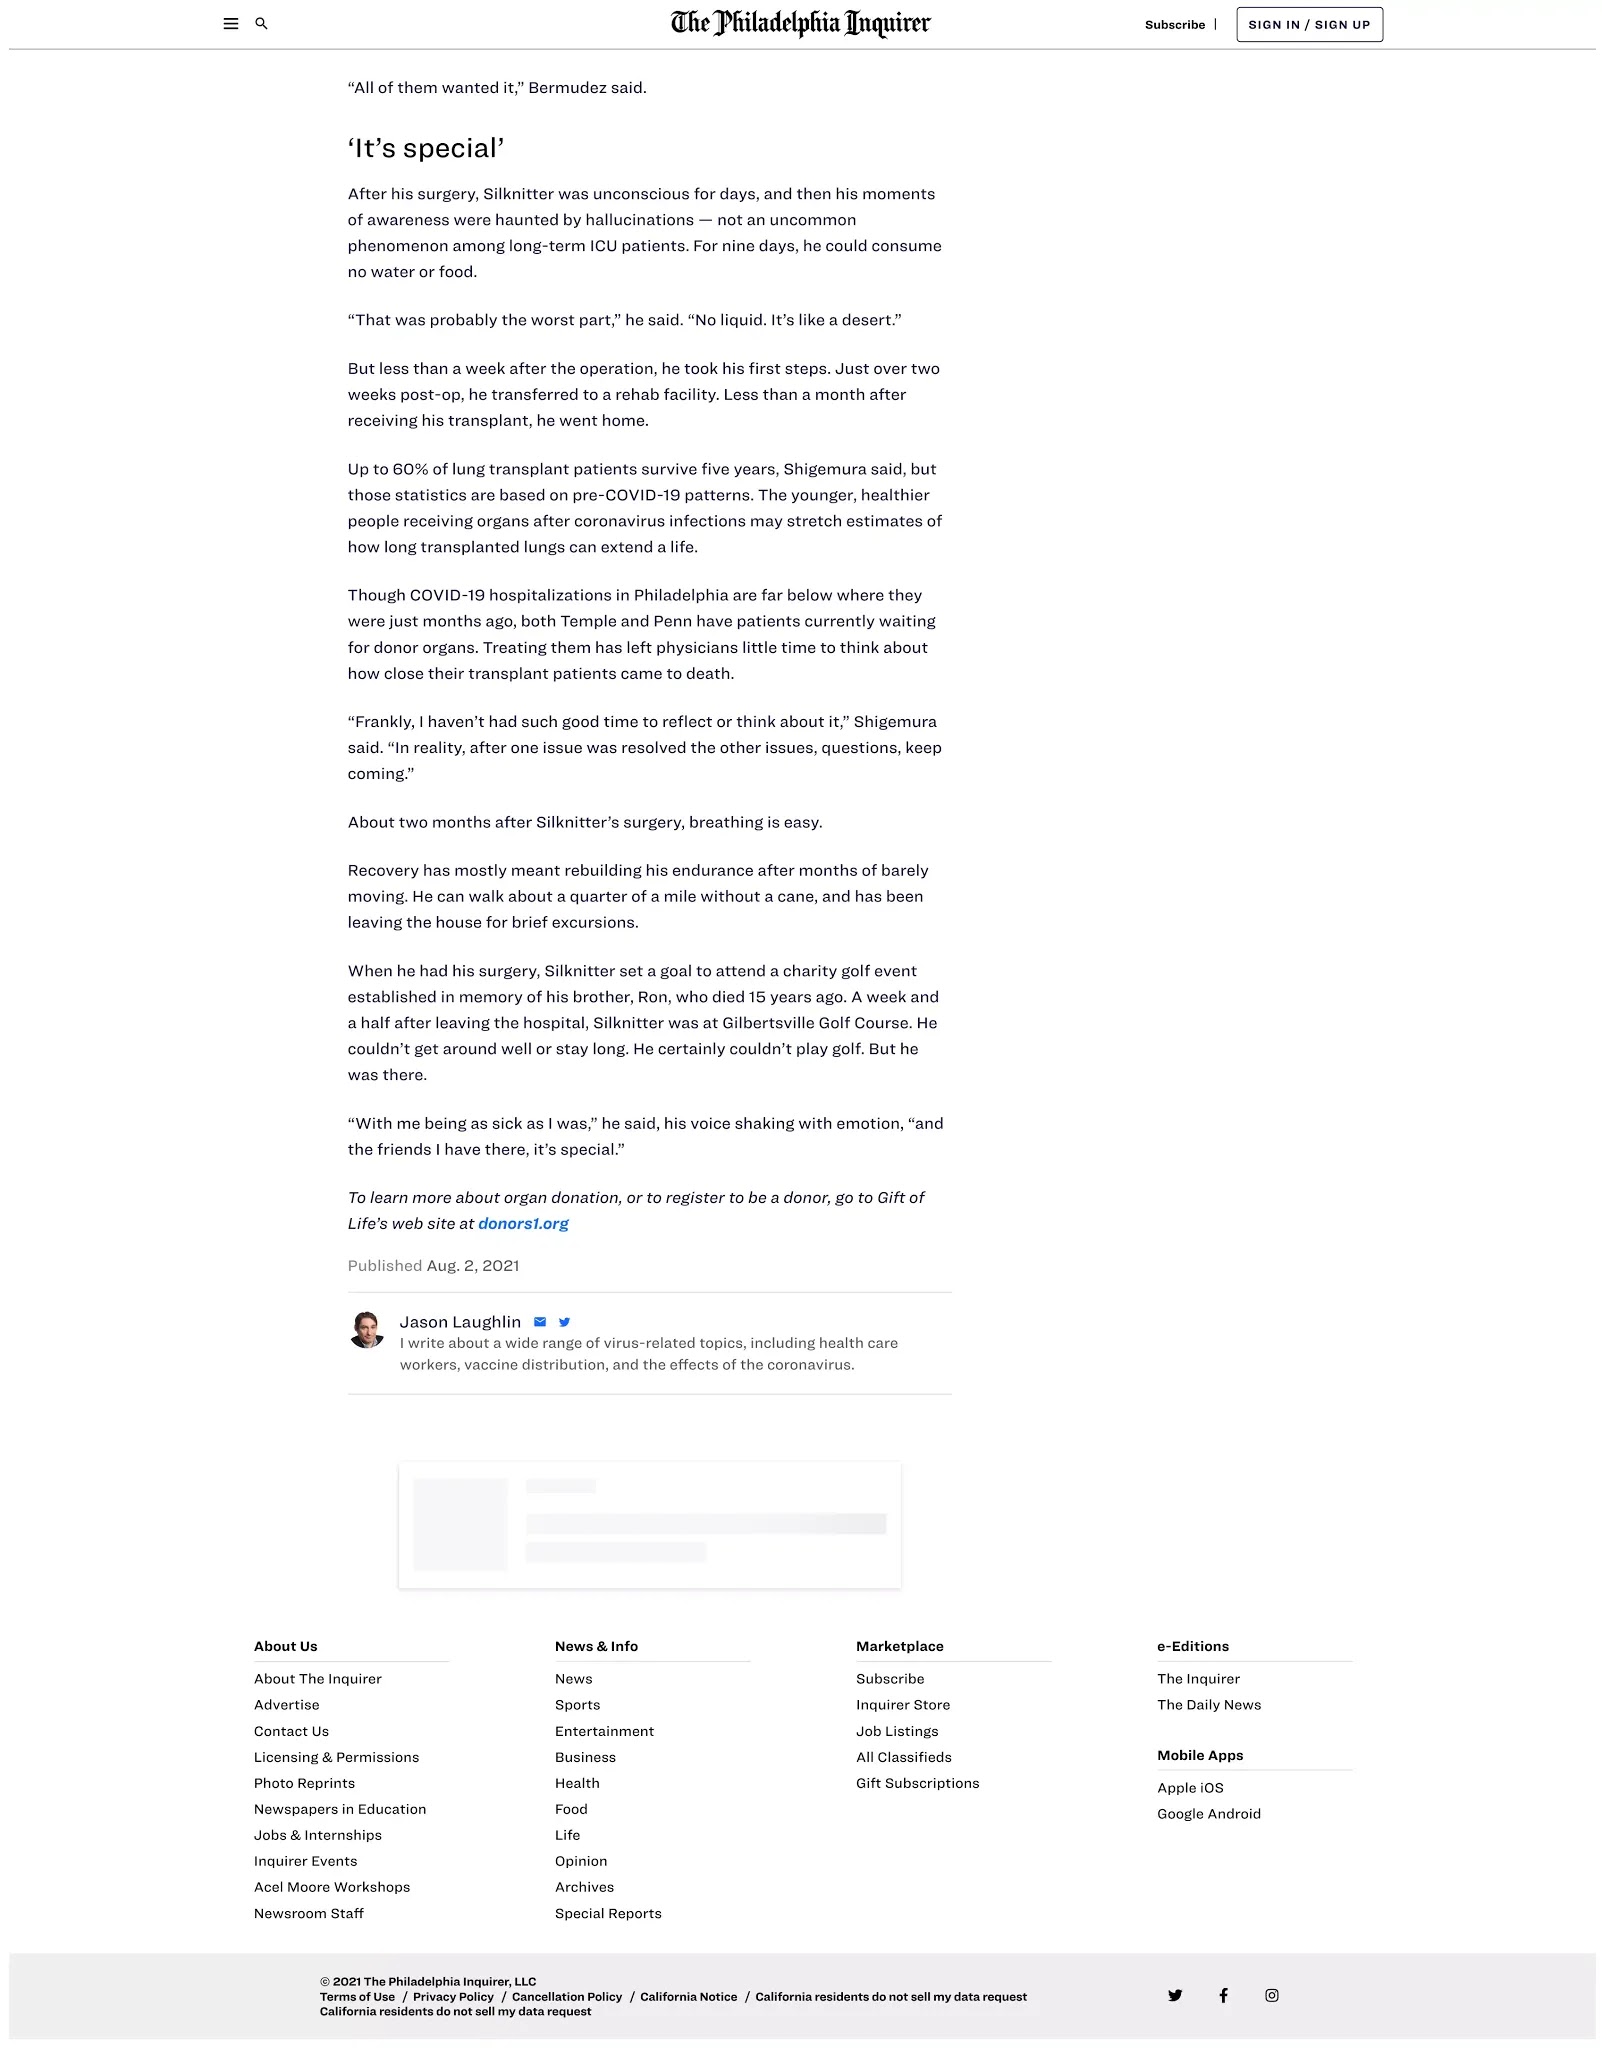 The Philadelphia Inquirer
Subscribe |
SIGN IN / SIGN UP
“All of them wanted it,” Bermudez said.
‘It’s special’
After his surgery, Silknitter was unconscious for days, and then his moments
of awareness were haunted by hallucinations — not an uncommon
phenomenon among long-term ICU patients. For nine days, he could consume
no water or food.
“That was probably the worst part,” he said. “No liquid. It’s like a desert.”
But less than a week after the operation, he took his first steps. Just over two
weeks post-op, he transferred to a rehab facility. Less than a month after
receiving his transplant, he went home.
Up to 60% of lung transplant patients survive five years, Shigemura said, but
those statistics are based on pre-COVID-19 patterns. The younger, healthier
people receiving organs after coronavirus infections may stretch estimates of
how long transplanted lungs can extend a life.
Though COVID-19 hospitalizations in Philadelphia are far below where they
were just months ago, both Temple and Penn have patients currently waiting
for donor organs. Treating them has left physicians little time to think about
how close their transplant patients came to death.
“Frankly, I haven’t had such good time to reflect or think about it,” Shigemura
said. “In reality, after one issue was resolved the other issues, questions, keep
coming.”
About two months after Silknitter’s surgery, breathing is easy.
Recovery has mostly meant rebuilding his endurance after months of barely
moving. He can walk about a quarter of a mile without a cane, and has been
leaving the house for brief excursions.
When he had his surgery, Silknitter set a goal to attend a charity golf event
established in memory of his brother, Ron, who died 15 years ago. A week and
a half after leaving the hospital, Silknitter was at Gilbertsville Golf Course. He
couldn’t get around well or stay long. He certainly couldn’t play golf. But he
was there.
“With me being as sick as I was,” he said, his voice shaking with emotion, “and
the friends I have there, it’s special.”
To learn more about organ donation, or to register to be a donor, go to Gift of
Life’s web site at donors1.org
Published Aug. 2, 2021
Jason Laughlin
I write about a wide range of virus-related topics, including health care
workers, vaccine distribution, and the effects of the coronavirus.
About Us
About The Inquirer
Advertise
Contact Us
Licensing & Permissions
Photo Reprints
Newspapers in Education
Jobs & Internships
Inquirer Events
Acel Moore Workshops
Newsroom Staff
News & Info
News
Sports
Entertainment
Business
Health
Food
Life
Opinion
Archives
Special Reports
Marketplace
Subscribe
Inquirer Store
Job Listings
All Classifieds
Gift Subscriptions
e-Editions
The Inquirer
The Daily News
Mobile Apps
Apple iOS
Google Android
© 2021 The Philadelphia Inquirer, LLC
Terms of Use / Privacy Policy / Cancellation Policy / California Notice / California residents do not sell my data request
California residents do not sell my data request